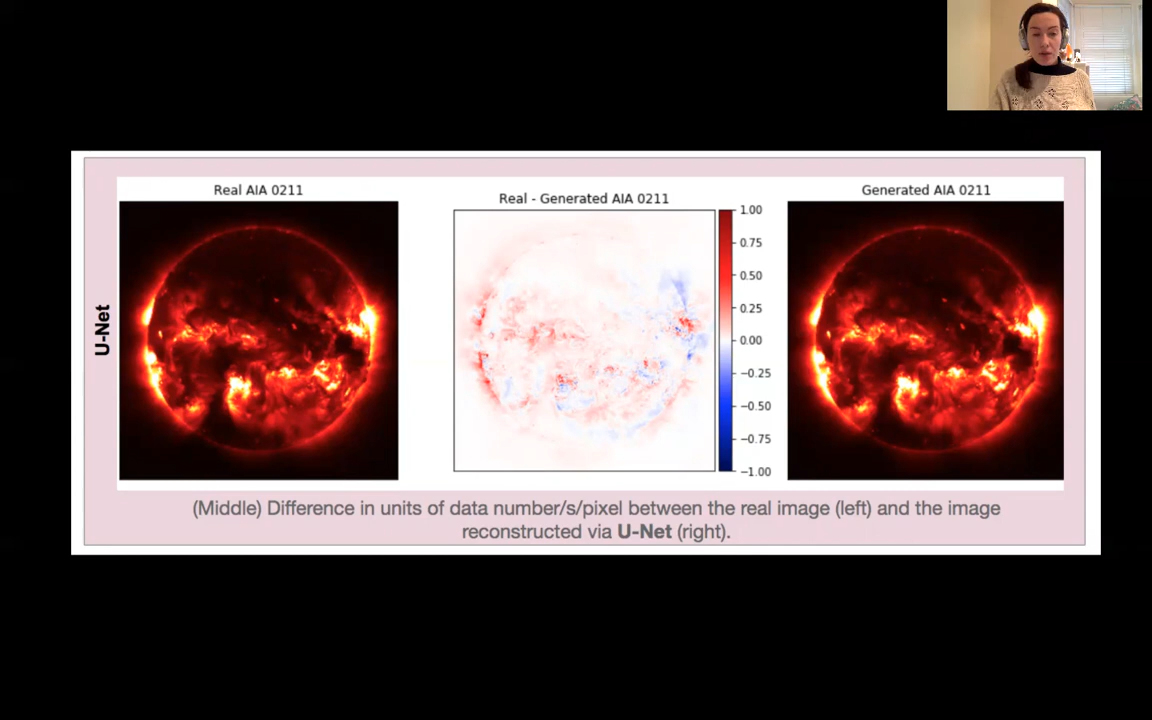 Real AIA 0211
Real - Generated AIA 0211
Generated AIA 0211
1.00
0.75
0.50
0.25
0.00
−0.25
−0.50
−0.75
−1.00
U-Net
(Middle) Difference in units of data number/s/pixel between the real image (left) and the image
reconstructed via U-Net (right).